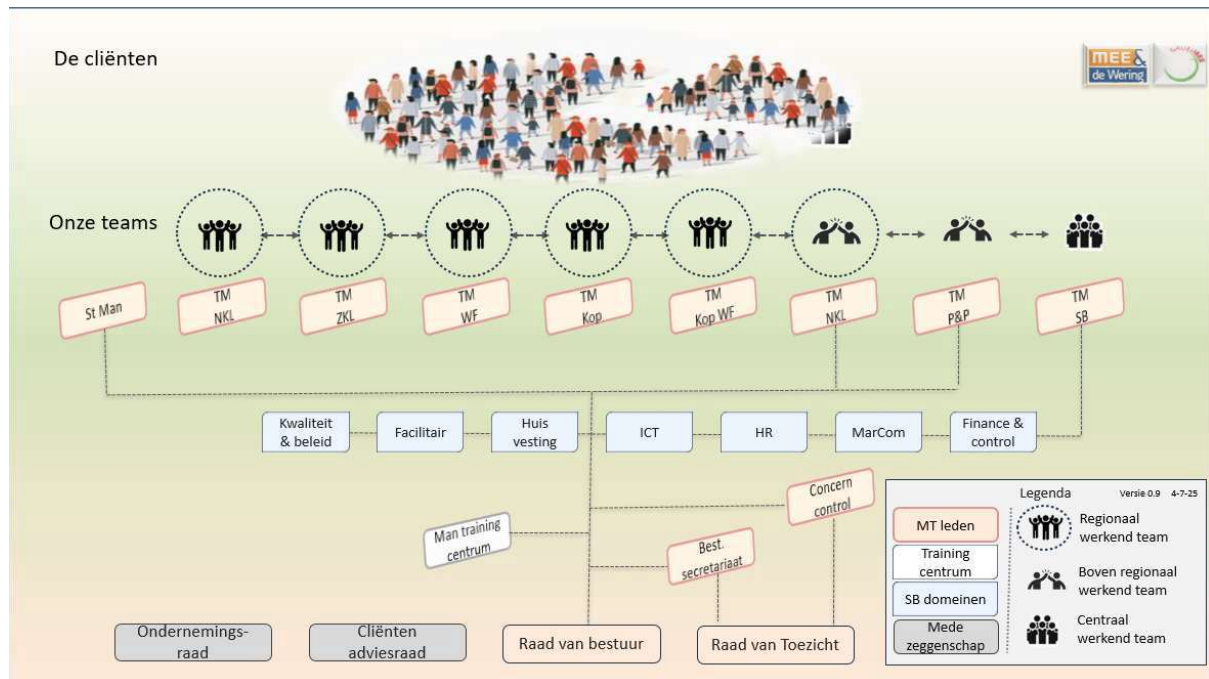 De cliënten
MEE &
de Wering
Onze teams
St Man
TM
NKL
TM
ZKL
TM
WF
TM
Kop
TM
Kop WF
TM
NKL
TM
P&P
TM
SB
Kwaliteit
& beleid
Facilitair
Huis
vesting
ICT
HR
MarCom
Finance &
control
Concern
control
Man training
centrum
Best.
secretariaat
Ondernemings-
raad
Cliënten
adviesraad
Raad van bestuur
Raad van Toezicht
Legenda
Versie 0.9 4-7-25
MT leden
Training
centrum
SB domeinen
Mede
zeggenschap
Regionaal
werkend team
Boven regionaal
werkend team
Centraal
werkend team